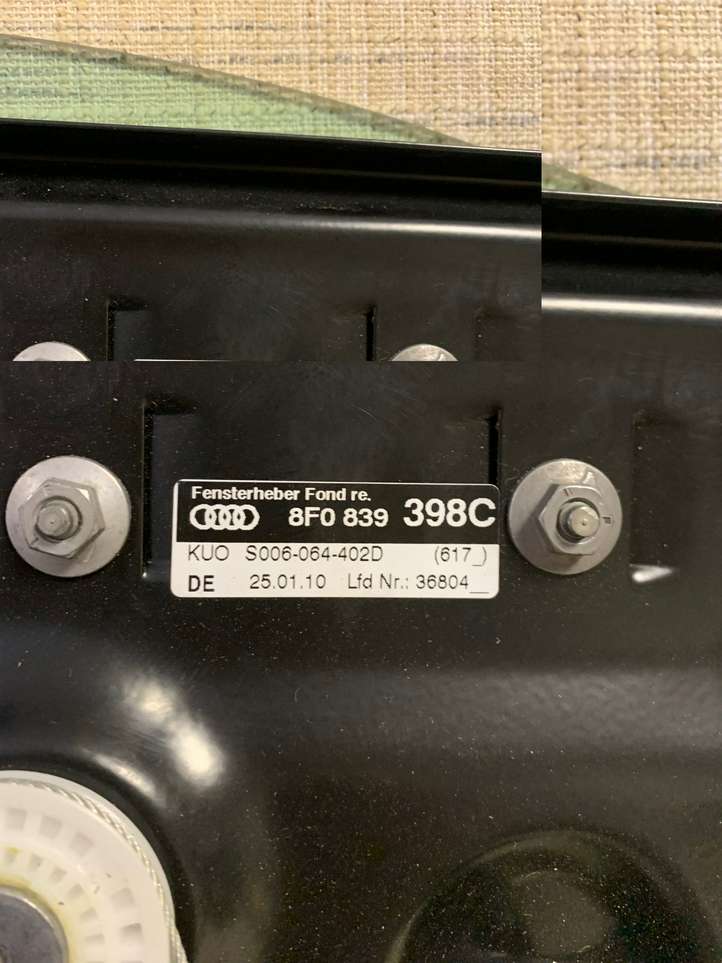 Fensterheber Fond re.
8F0 839 398C
KUO S006-064-402D (617_)
DE 25.01.10 Lfd Nr.: 36804__